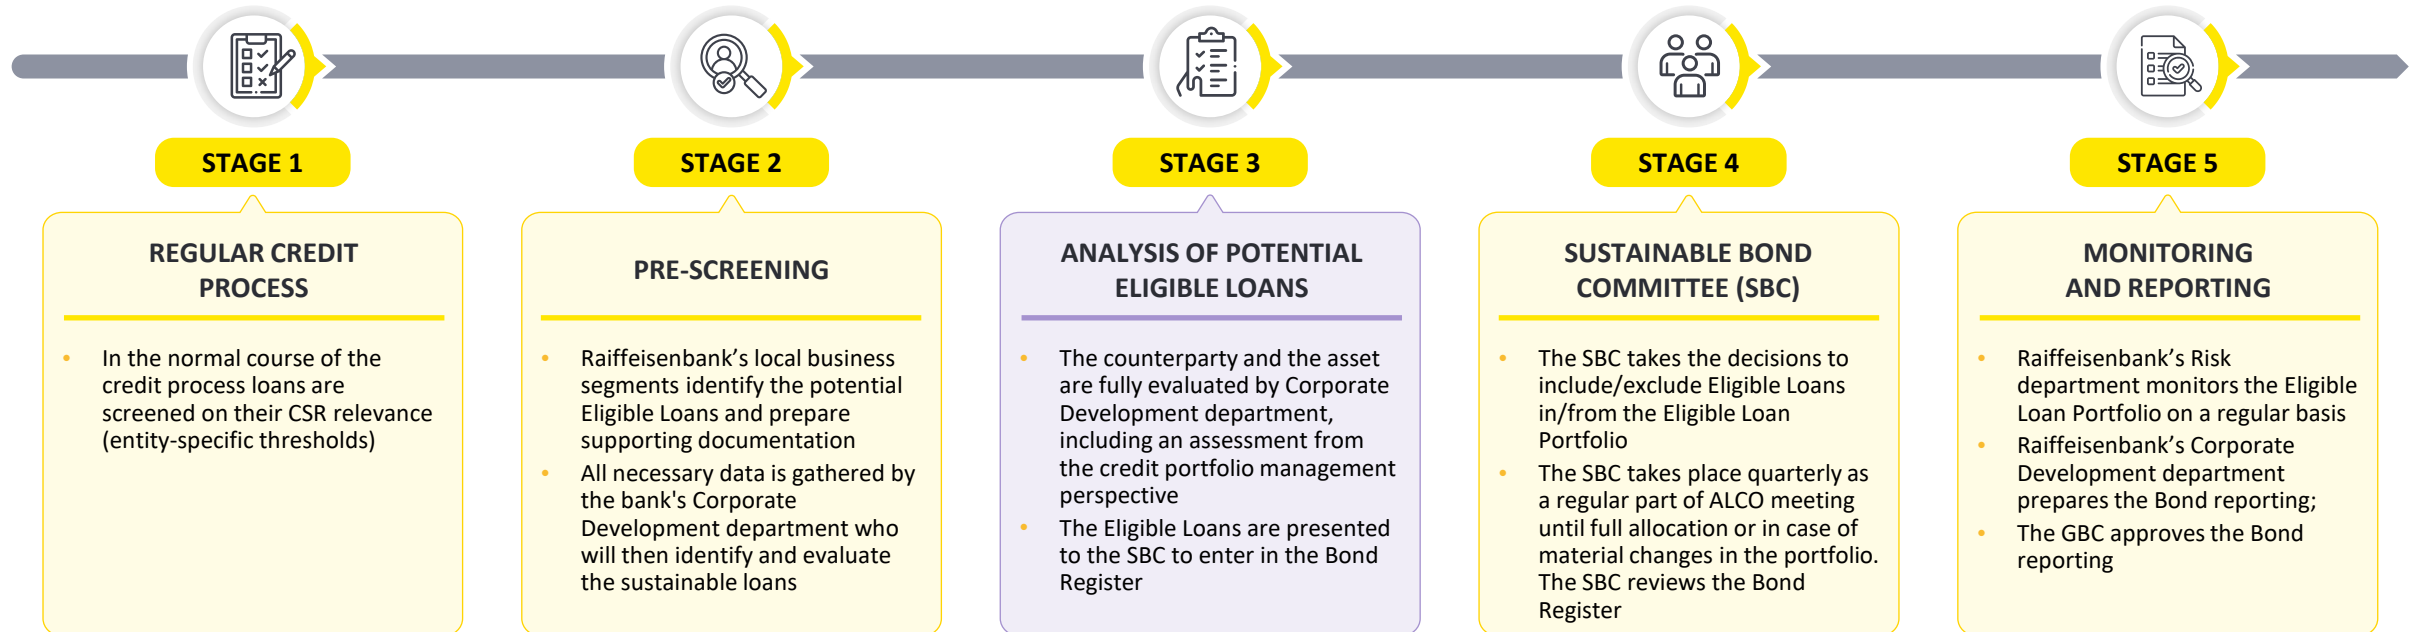 STAGE 1
REGULAR CREDIT
PROCESS
• In the normal course of the
credit process loans are
screened on their CSR relevance
(entity-specific thresholds)
STAGE 2
PRE-SCREENING
• Raiffeisenbank's local business
segments identify the potential
Eligible Loans and prepare
supporting documentation
• All necessary data is gathered by
the bank's Corporate
Development department who
will then identify and evaluate
the sustainable loans
STAGE 3
ANALYSIS OF POTENTIAL
ELIGIBLE LOANS
• The counterparty and the asset
are fully evaluated by Corporate
Development department,
including an assessment from
the credit portfolio management
perspective
• The Eligible Loans are presented
to the SBC to enter in the Bond
Register
STAGE 4
SUSTAINABLE BOND
COMMITTEE (SBC)
• The SBC takes the decisions to
include/exclude Eligible Loans
in/from the Eligible Loan
Portfolio
• The SBC takes place quarterly as
a regular part of ALCO meeting
until full allocation or in case of
material changes in the portfolio.
The SBC reviews the Bond
Register
STAGE 5
MONITORING
AND REPORTING
• Raiffeisenbank's Risk
department monitors the Eligible
Loan Portfolio on a regular basis
• Raiffeisenbank's Corporate
Development department
prepares the Bond reporting;
• The GBC approves the Bond
reporting